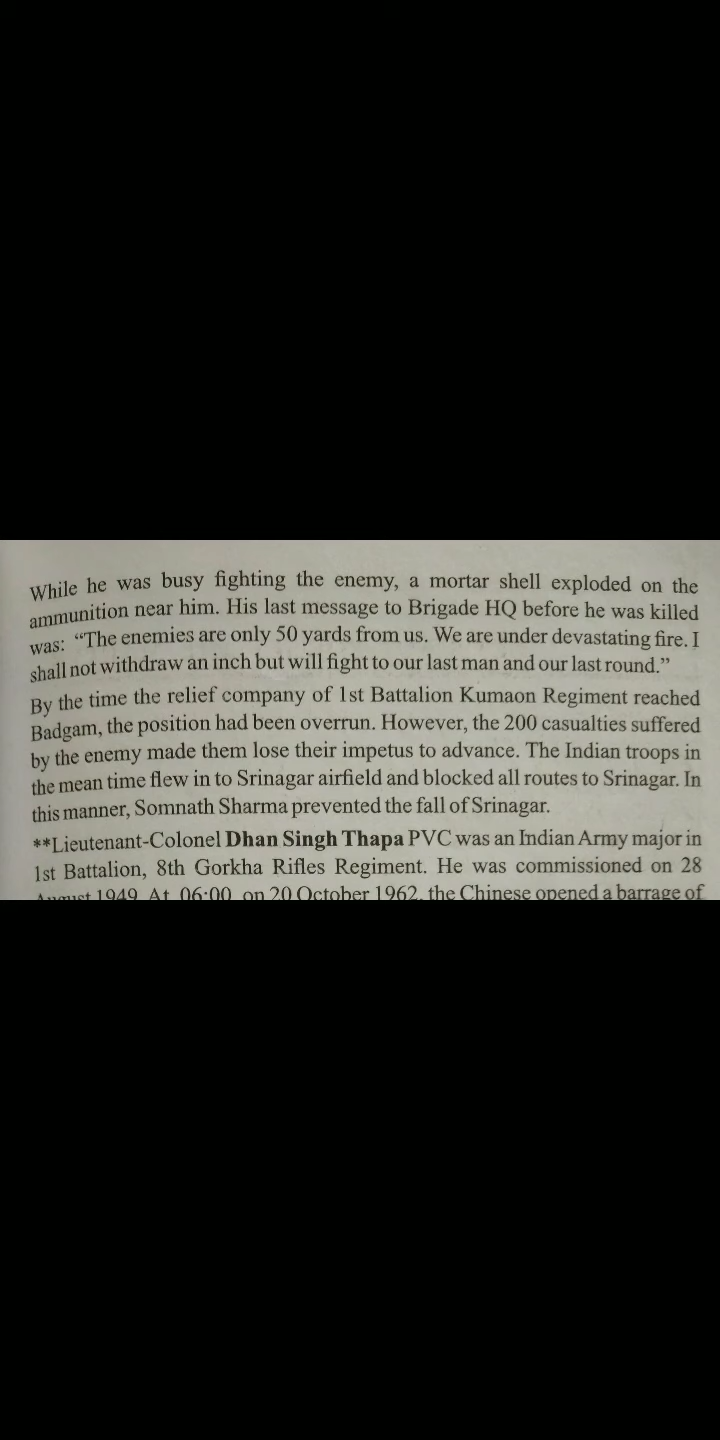 While he was busy fighting the enemy, a mortar shell exploded on the
ammunition near him. His last message to Brigade HQ before he was killed
was: “The enemies are only 50 yards from us. We are under devastating fire. I
shall not withdraw an inch but will fight to our last man and our last round.”
By the time the relief company of 1st Battalion Kumaon Regiment reached
Badgam, the position had been overrun. However, the 200 casualties suffered
by the enemy made them lose their impetus to advance. The Indian troops in
the mean time flew in to Srinagar airfield and blocked all routes to Srinagar. In
this manner, Somnath Sharma prevented the fall of Srinagar.
**Lieutenant-Colonel Dhan Singh Thapa PVC was an Indian Army major in
1st Battalion, 8th Gorkha Rifles Regiment. He was commissioned on 28
August 1949. At 06:00, on 20 October 1962, the Chinese opened a barrage of